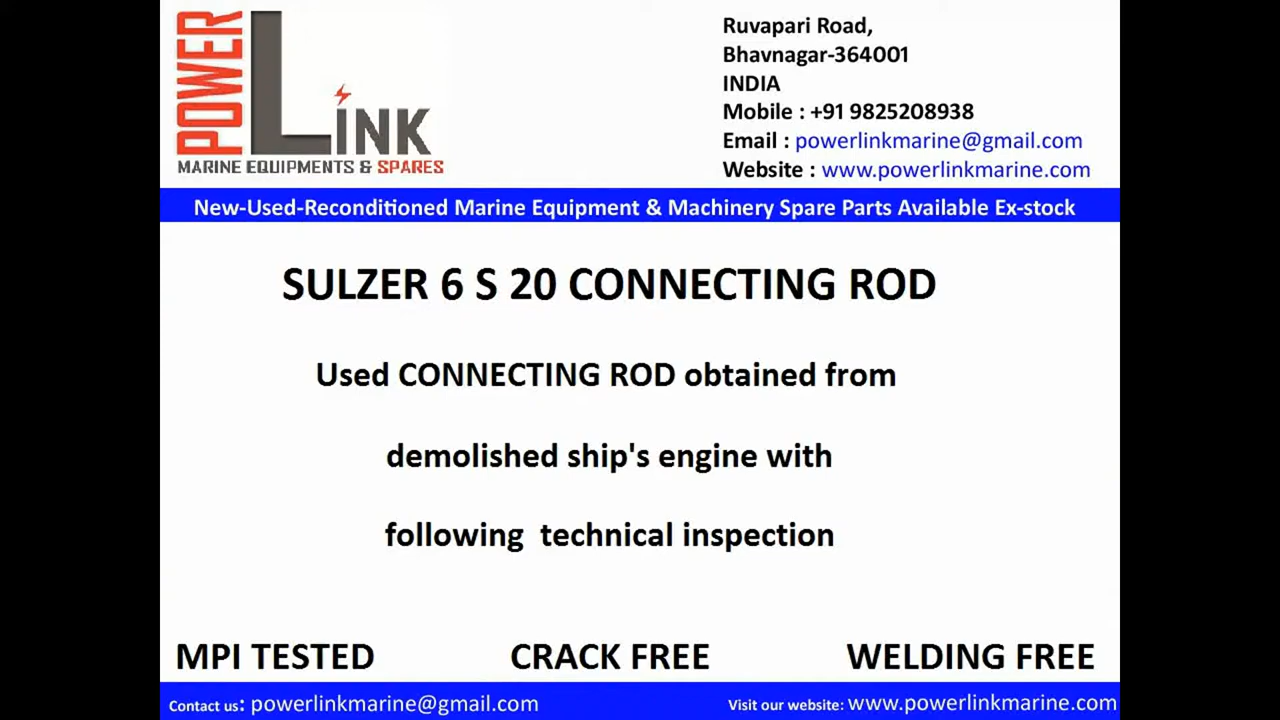 POWER
LINK
MARINE EQUIPMENTS & SPARES
Ruvapari Road,
Bhavnagar-364001
INDIA
Mobile : +91 9825208938
Email : powerlinkmarine@gmail.com
Website : www.powerlinkmarine.com
New-Used-Reconditioned Marine Equipment & Machinery Spare Parts Available Ex-stock
SULZER 6 S 20 CONNECTING ROD
Used CONNECTING ROD obtained from
demolished ship's engine with
following technical inspection
MPI TESTED CRACK FREE WELDING FREE
Contact us: powerlinkmarine@gmail.com Visit our website: www.powerlinkmarine.com